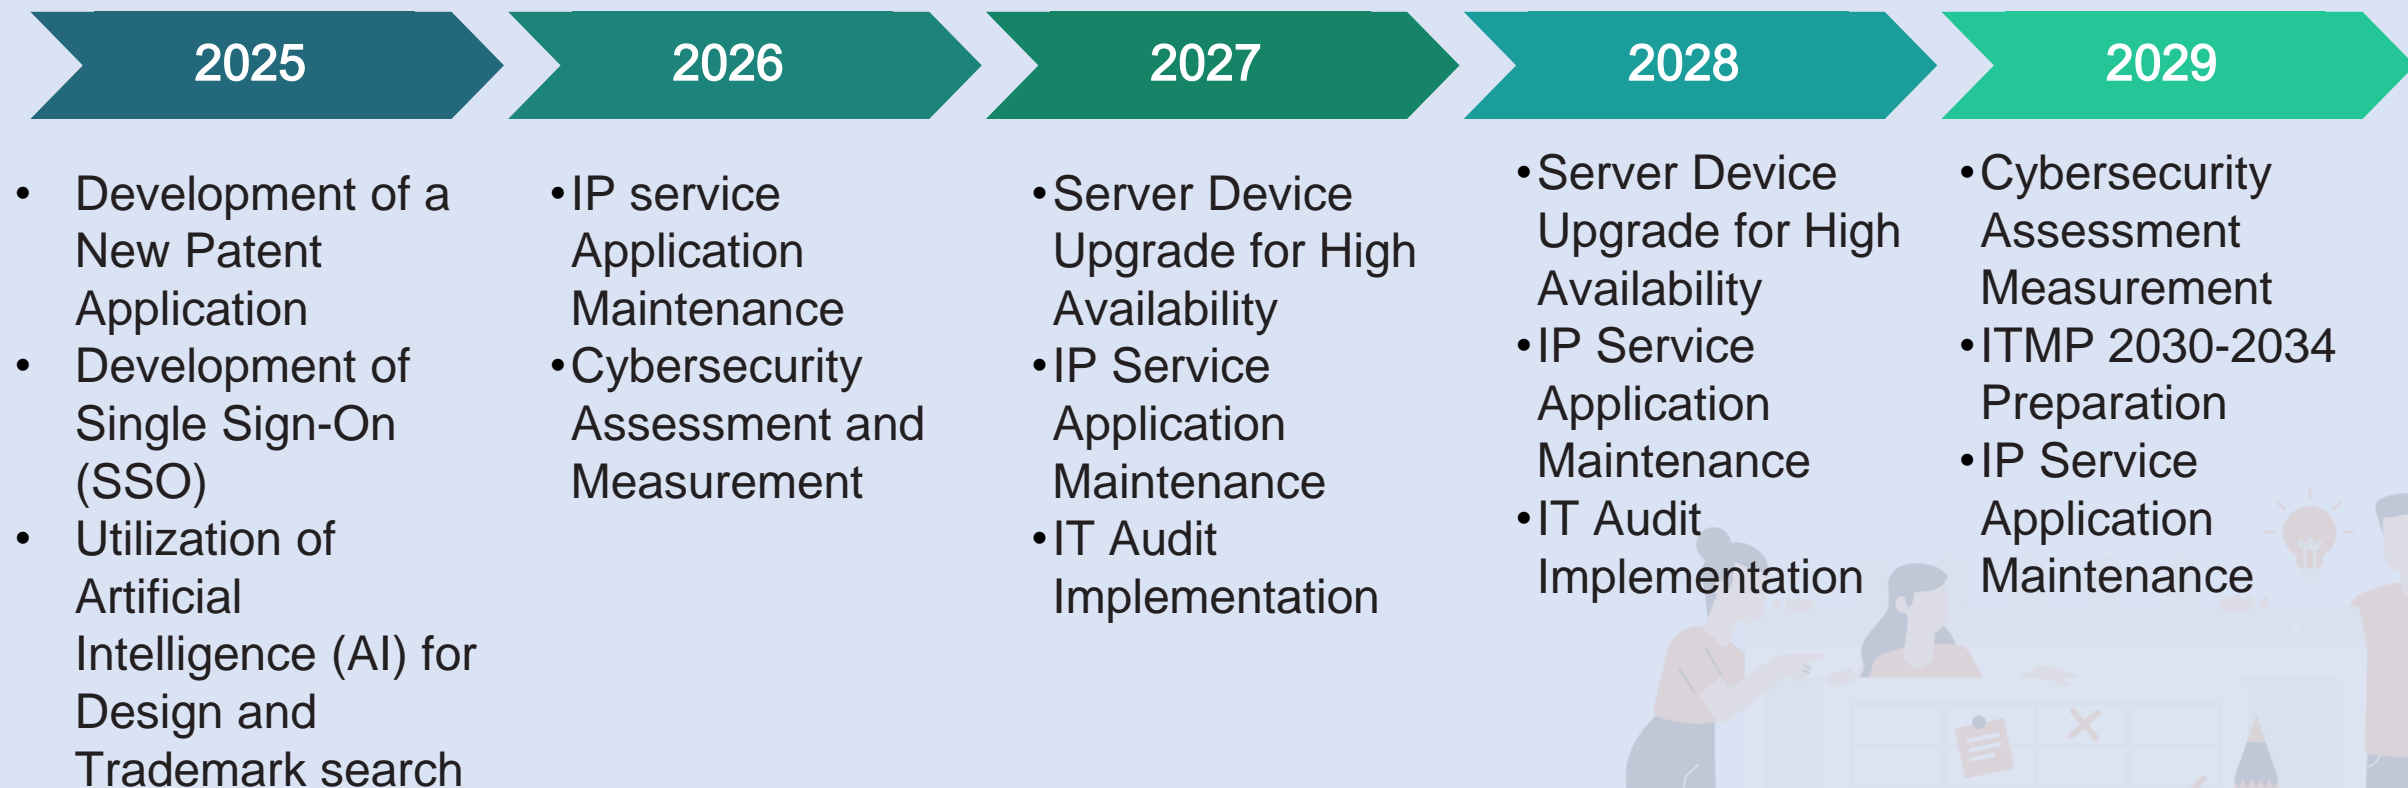 2025
• Development of a
New Patent
Application
• Development of
Single Sign-On
(SSO)
• Utilization of
Artificial
Intelligence (AI) for
Design and
Trademark search
2026
•IP service
Application
Maintenance
•Cybersecurity
Assessment and
Measurement
2027
•Server Device
Upgrade for High
Availability
•IP Service
Application
Maintenance
•IT Audit
Implementation
2028
•Server Device
Upgrade for High
Availability
•IP Service
Application
Maintenance
•IT Audit
Implementation
2029
•Cybersecurity
Assessment
Measurement
•ITMP 2030-2034
Preparation
•IP Service
Application
Maintenance